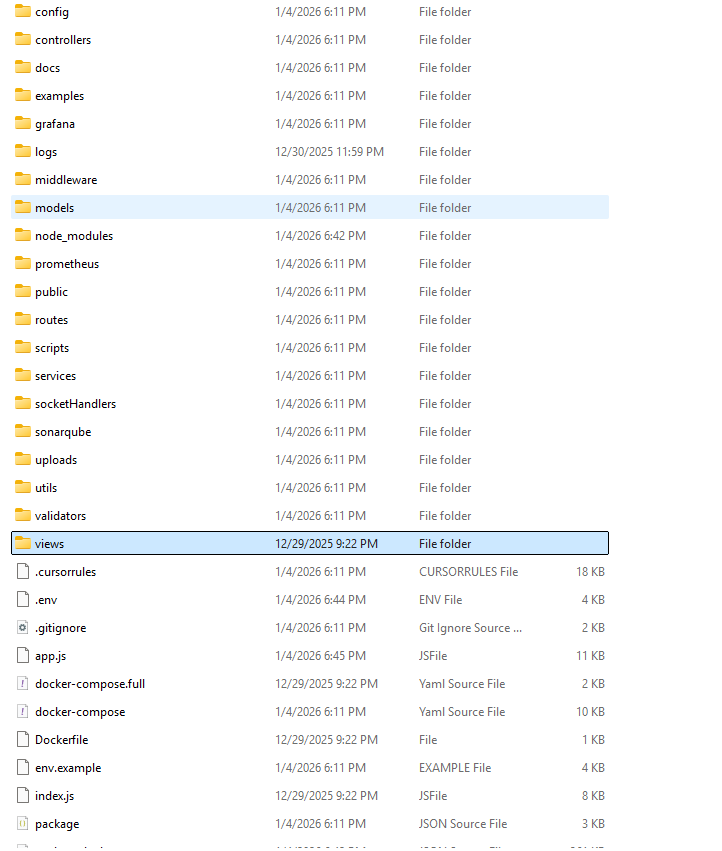 config 1/4/2026 6:11 PM File folder
controllers 1/4/2026 6:11 PM File folder
docs 1/4/2026 6:11 PM File folder
examples 1/4/2026 6:11 PM File folder
grafana 1/4/2026 6:11 PM File folder
logs 12/30/2025 11:59 PM File folder
middleware 1/4/2026 6:11 PM File folder
models 1/4/2026 6:11 PM File folder
node_modules 1/4/2026 6:42 PM File folder
prometheus 1/4/2026 6:11 PM File folder
public 1/4/2026 6:11 PM File folder
routes 1/4/2026 6:11 PM File folder
scripts 1/4/2026 6:11 PM File folder
services 1/4/2026 6:11 PM File folder
socketHandlers 1/4/2026 6:11 PM File folder
sonarqube 1/4/2026 6:11 PM File folder
uploads 1/4/2026 6:11 PM File folder
utils 1/4/2026 6:11 PM File folder
validators 1/4/2026 6:11 PM File folder
views 12/29/2025 9:22 PM File folder
.cursorrules 1/4/2026 6:11 PM CURSORRULES File 18 KB
.env 1/4/2026 6:44 PM ENV File 4 KB
.gitignore 1/4/2026 6:11 PM Git Ignore Source ... 2 KB
app.js 1/4/2026 6:45 PM JSFile 11 KB
docker-compose.full 12/29/2025 9:22 PM Yaml Source File 2 KB
docker-compose 1/4/2026 6:11 PM Yaml Source File 10 KB
Dockerfile 12/29/2025 9:22 PM File 1 KB
env.example 1/4/2026 6:11 PM EXAMPLE File 4 KB
index.js 12/29/2025 9:22 PM JSFile 8 KB
package 1/4/2026 6:11 PM JSON Source File 3 KB